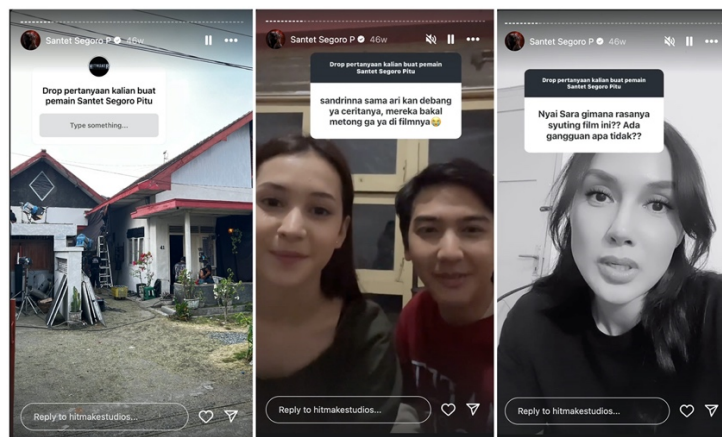 Santet Segoro P 46w
Drop pertanyaan kalian buat
pemain Santet Segoro Pitu
Type something...
Reply to hitmakestudios...
Santet Segoro P 46w
Drop pertanyaan kalian buat pemain
Santet Segoro Pitu
sandrinna sama ari kan debang
ya ceritanya, mereka bakal
metong ga ya di filmnya😭
Reply to hitmakestudios...
Santet Segoro P 46w
Drop pertanyaan kalian buat pemain
Santet Segoro Pitu
Nyai Sara gimana rasanya
syuting film ini?? Ada
gangguan apa tidak??
Reply to hitmakestudios...